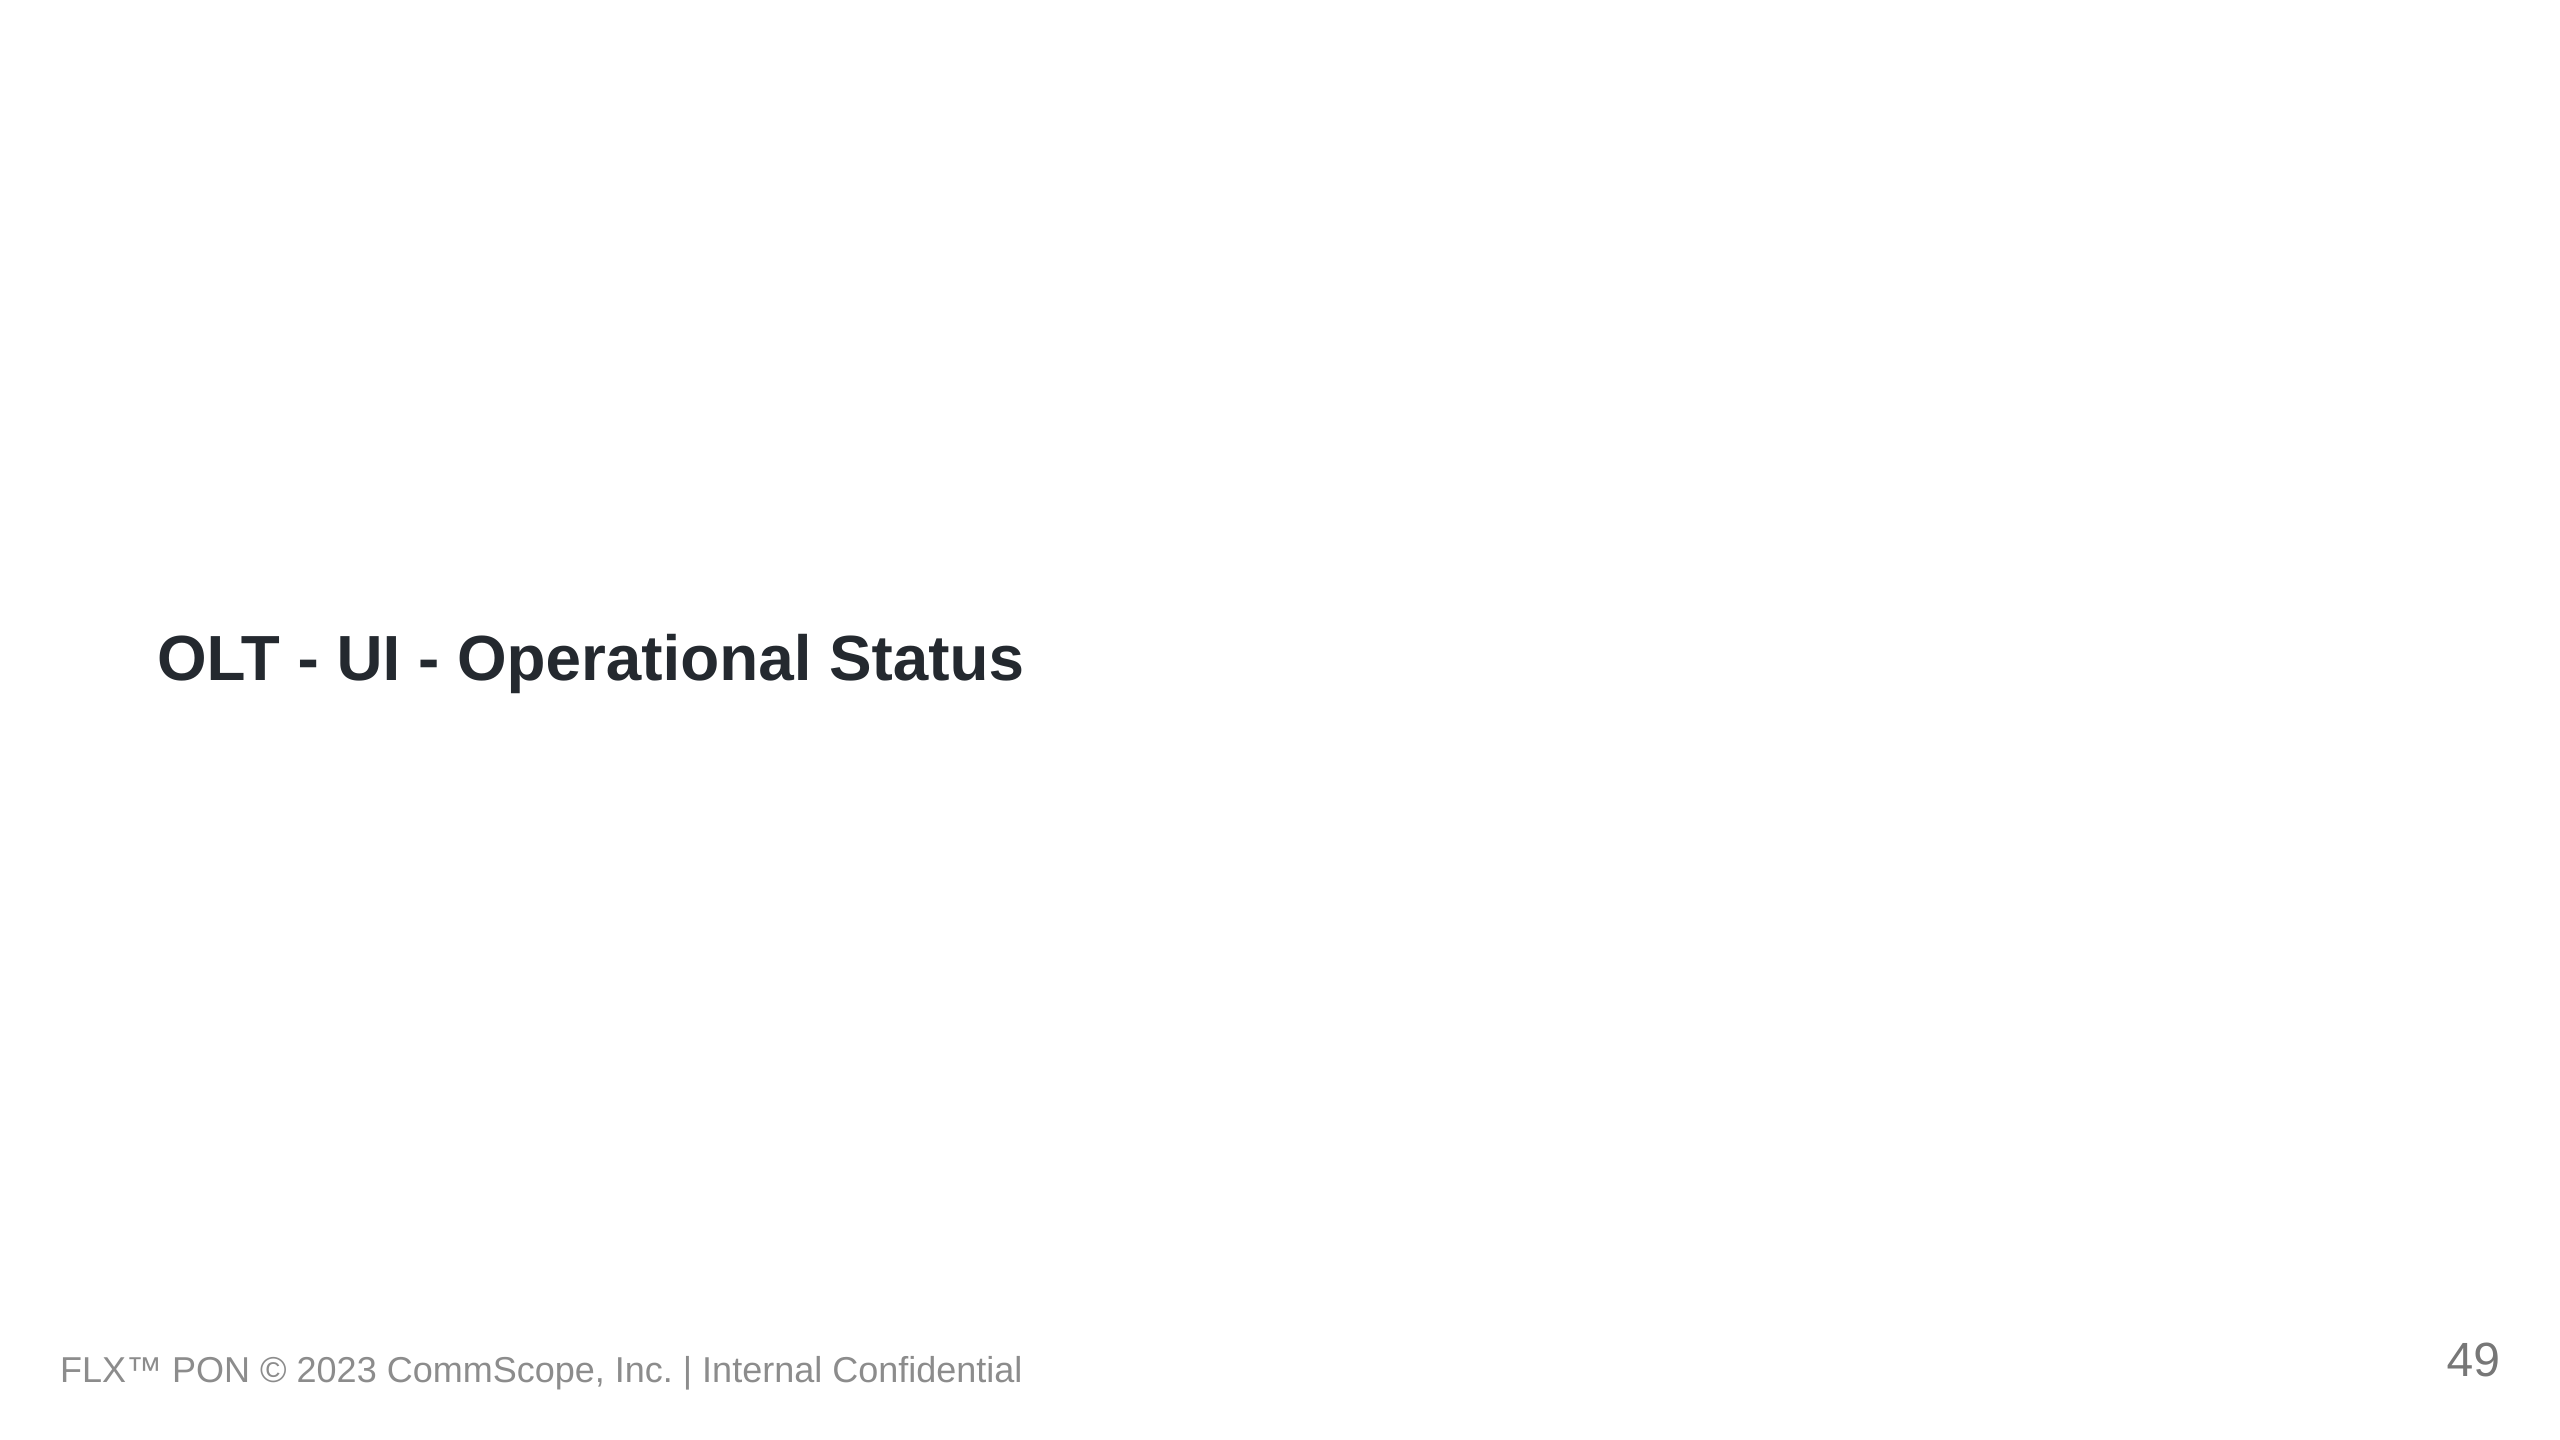 OLT - UI - Operational Status
FLX™ PON © 2023 CommScope, Inc. | Internal Confidential
49